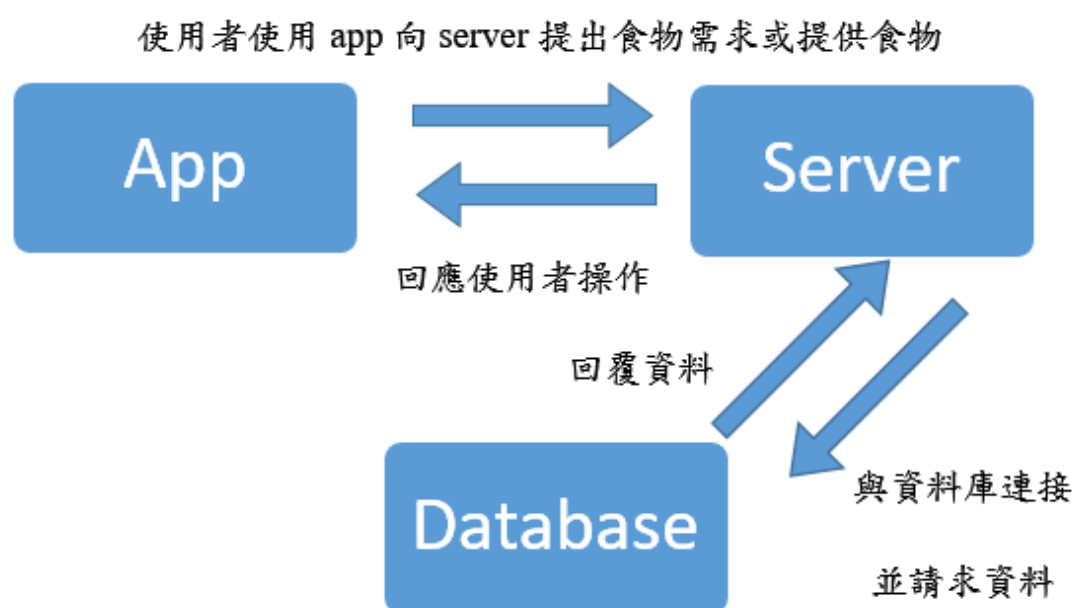 使用者使用 app 向 server 提出食物需求或提供食物
App
Server
回應使用者操作
回覆資料
Database
與資料庫連接
並請求資料